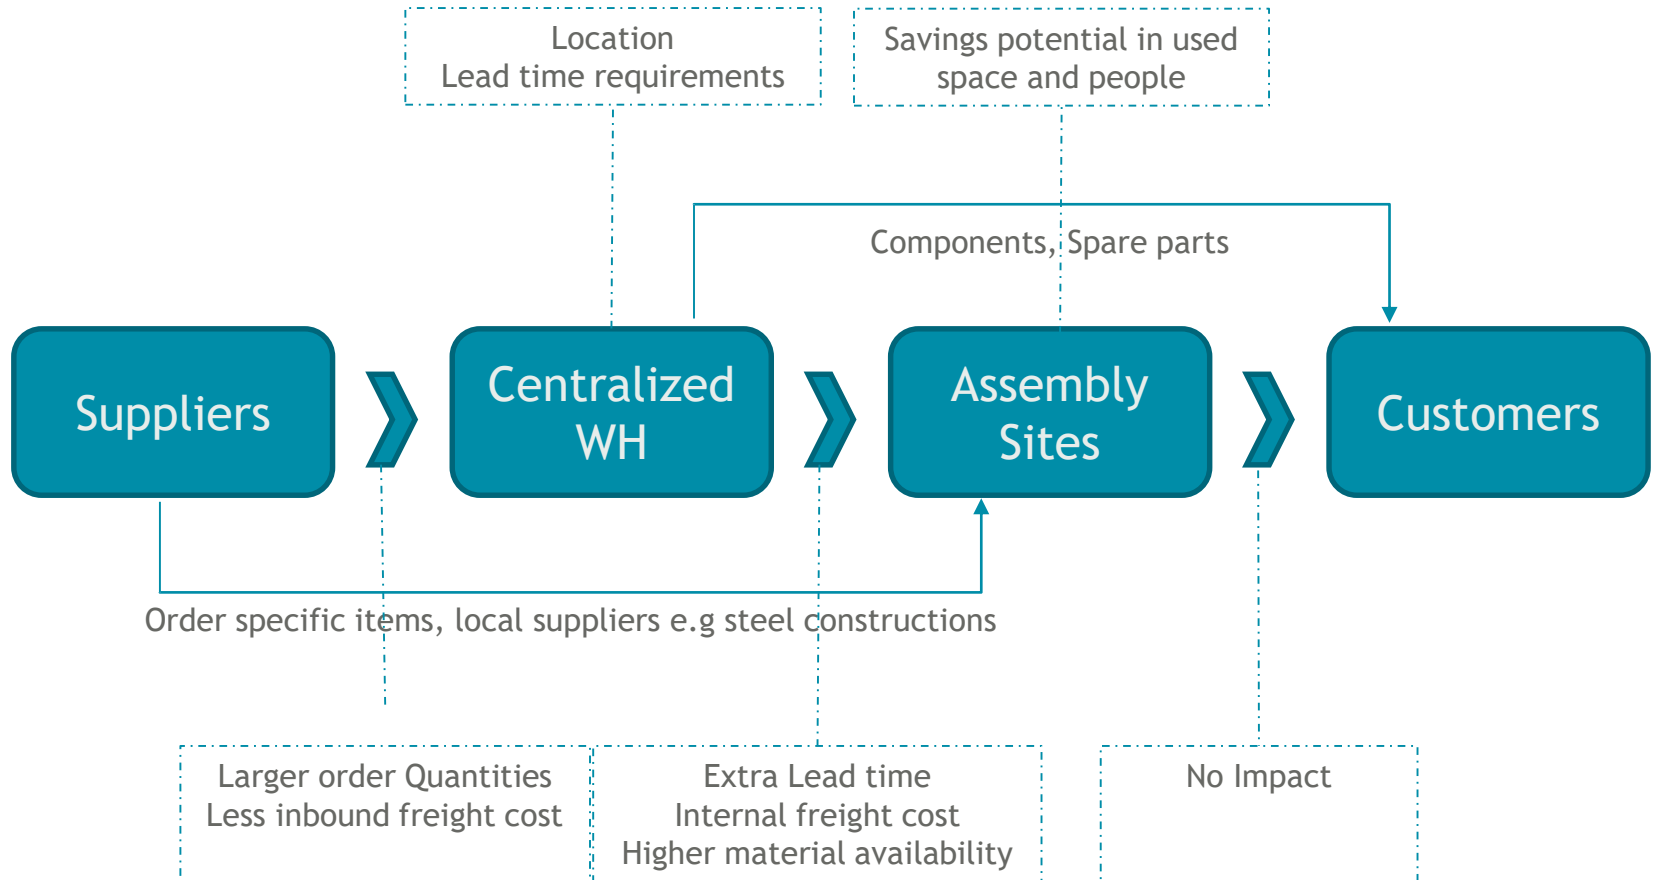 Location
Lead time requirements
Savings potential in used
space and people
Components, Spare parts
Suppliers
Centralized
WH
Assembly
Sites
Customers
Order specific items, local suppliers e.g steel constructions
Larger order Quantities
Less inbound freight cost
Extra Lead time
Internal freight cost
Higher material availability
No Impact